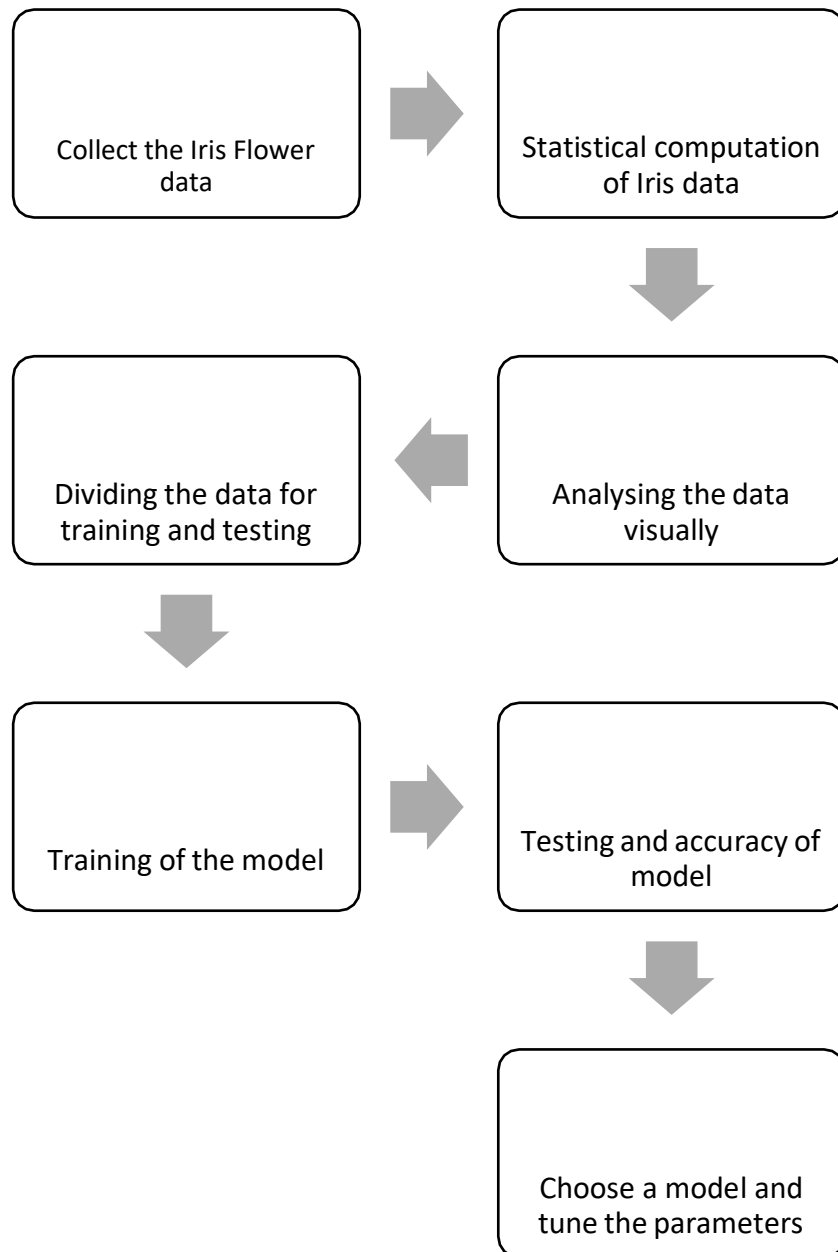 Collect the Iris Flower
data
Statistical computation
of Iris data
Analysing the data
visually
Dividing the data for
training and testing
Training of the model
Testing and accuracy of
model
Choose a model and
tune the parameters